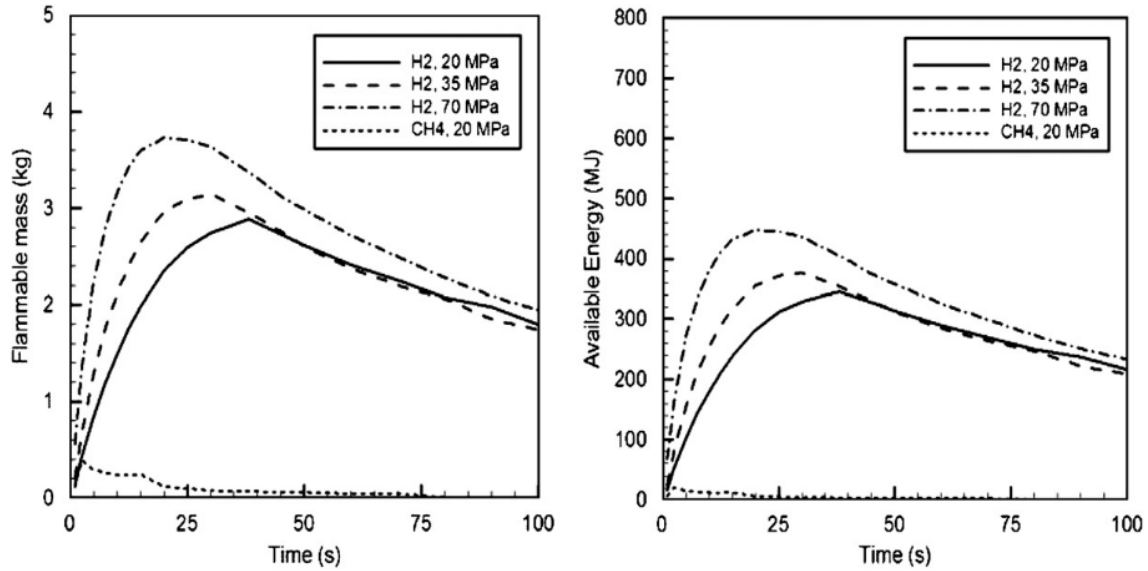 5
4
3
2
1
0
Flammable mass (kg)
H2, 20 MPa
H2, 35 MPa
H2, 70 MPa
CH4, 20 MPa
0
25
50
75
100
Time (s)
800
700
600
500
400
300
200
100
0
Available Energy (MJ)
H2, 20 MPa
H2, 35 MPa
H2, 70 MPa
CH4, 20 MPa
0
25
50
75
100
Time (s)